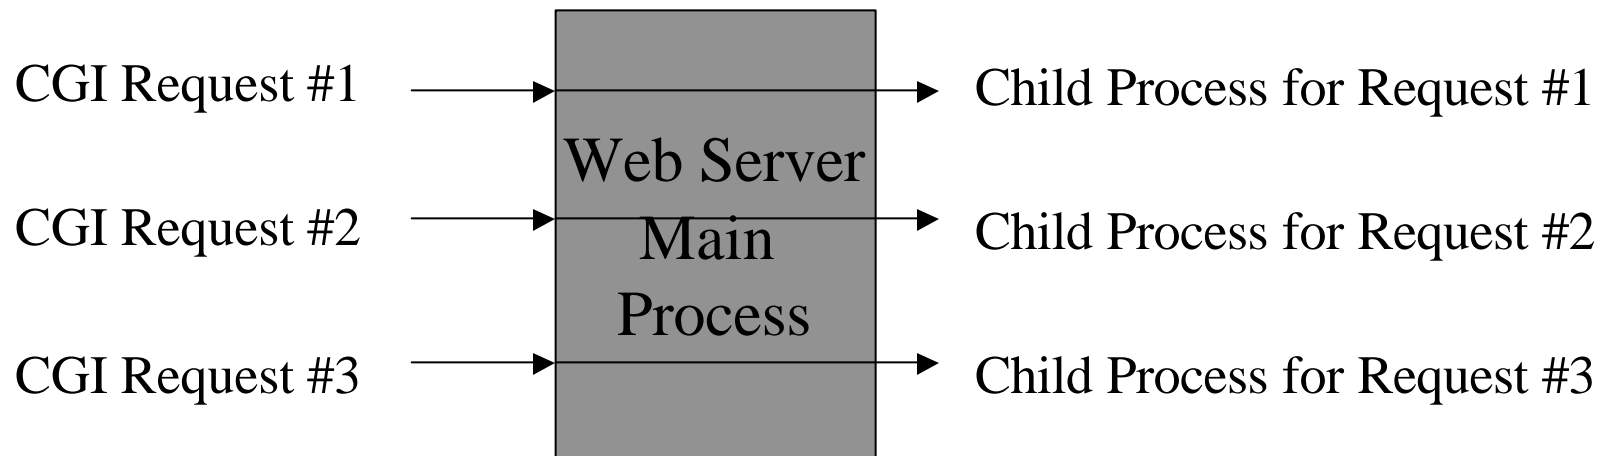 CGI Request #1
Child Process for Request #1
Web Server
Main
Process
CGI Request #2
Child Process for Request #2
CGI Request #3
Child Process for Request #3